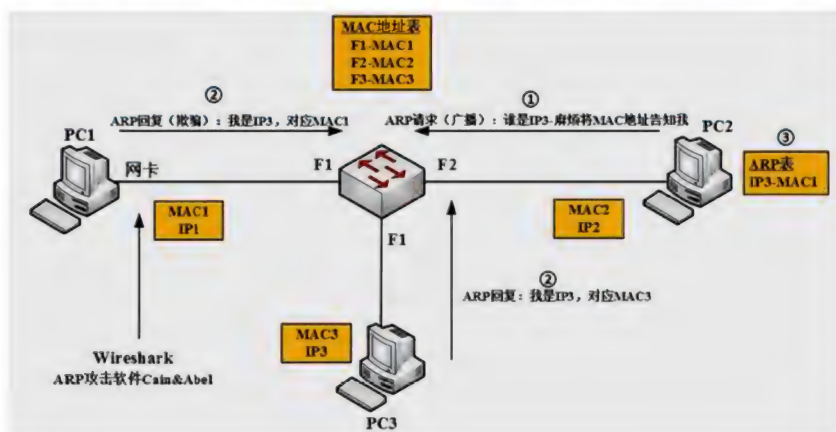 MAC地址表
F1-MAC1
F2-MAC2
F3-MAC3
②
ARP回复（欺骗）：我是IP3，对应MAC1
①
ARP请求（广播）：谁是IP3-麻烦将MAC地址告知我
PC1
网卡
MAC1
IP1
F1
F2
F1
PC2
③
ARP表
IP3-MAC1
MAC2
IP2
②
ARP回复：我是IP3，对应MAC3
MAC3
IP3
PC3
Wireshark
ARP攻击软件Cain&Abel